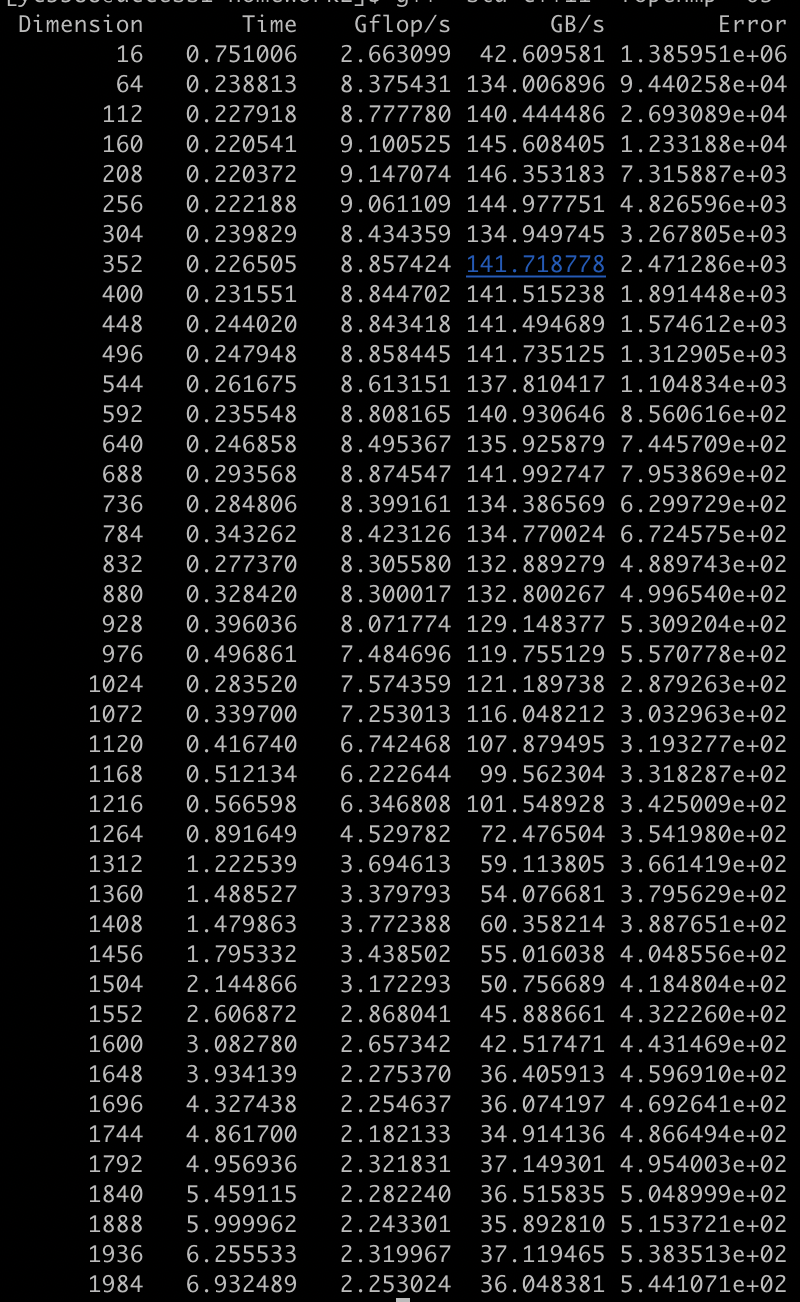 Dimension Time Gflop/s GB/s Error
16 0.751006 2.663099 42.609581 1.385951e+06
64 0.238813 8.375431 134.006896 9.440258e+04
112 0.227918 8.777780 140.444486 2.693089e+04
160 0.220541 9.100525 145.608405 1.233188e+04
208 0.220372 9.147074 146.353183 7.315887e+03
256 0.222188 9.061109 144.977751 4.826596e+03
304 0.239829 8.434359 134.949745 3.267805e+03
352 0.226505 8.857424 141.718778 2.471286e+03
400 0.231551 8.844702 141.515238 1.891448e+03
448 0.244020 8.843418 141.494689 1.574612e+03
496 0.247948 8.858445 141.735125 1.312905e+03
544 0.261675 8.613151 137.810417 1.104834e+03
592 0.235548 8.808165 140.930646 8.560616e+02
640 0.246858 8.495367 135.925879 7.445709e+02
688 0.293568 8.874547 141.992747 7.953869e+02
736 0.284806 8.399161 134.386569 6.299729e+02
784 0.343262 8.423126 134.770024 6.724575e+02
832 0.277370 8.305580 132.889279 4.889743e+02
880 0.328420 8.300017 132.800267 4.996540e+02
928 0.396036 8.071774 129.148377 5.309204e+02
976 0.496861 7.484696 119.755129 5.570778e+02
1024 0.283520 7.574359 121.189738 2.879263e+02
1072 0.339700 7.253013 116.048212 3.032963e+02
1120 0.416740 6.742468 107.879495 3.193277e+02
1168 0.512134 6.222644 99.562304 3.318287e+02
1216 0.566598 6.346808 101.548928 3.425009e+02
1264 0.891649 4.529782 72.476504 3.541980e+02
1312 1.222539 3.694613 59.113805 3.661419e+02
1360 1.488527 3.379793 54.076681 3.795629e+02
1408 1.479863 3.772388 60.358214 3.887651e+02
1456 1.795332 3.438502 55.016038 4.048556e+02
1504 2.144866 3.172293 50.756689 4.184804e+02
1552 2.606872 2.868041 45.888661 4.322260e+02
1600 3.082780 2.657342 42.517471 4.431469e+02
1648 3.934139 2.275370 36.405913 4.596910e+02
1696 4.327438 2.254637 36.074197 4.692641e+02
1744 4.861700 2.182133 34.914136 4.866494e+02
1792 4.956936 2.321831 37.149301 4.954003e+02
1840 5.459115 2.282240 36.515835 5.048999e+02
1888 5.999962 2.243301 35.892810 5.153721e+02
1936 6.255533 2.319967 37.119465 5.383513e+02
1984 6.932489 2.253024 36.048381 5.441071e+02